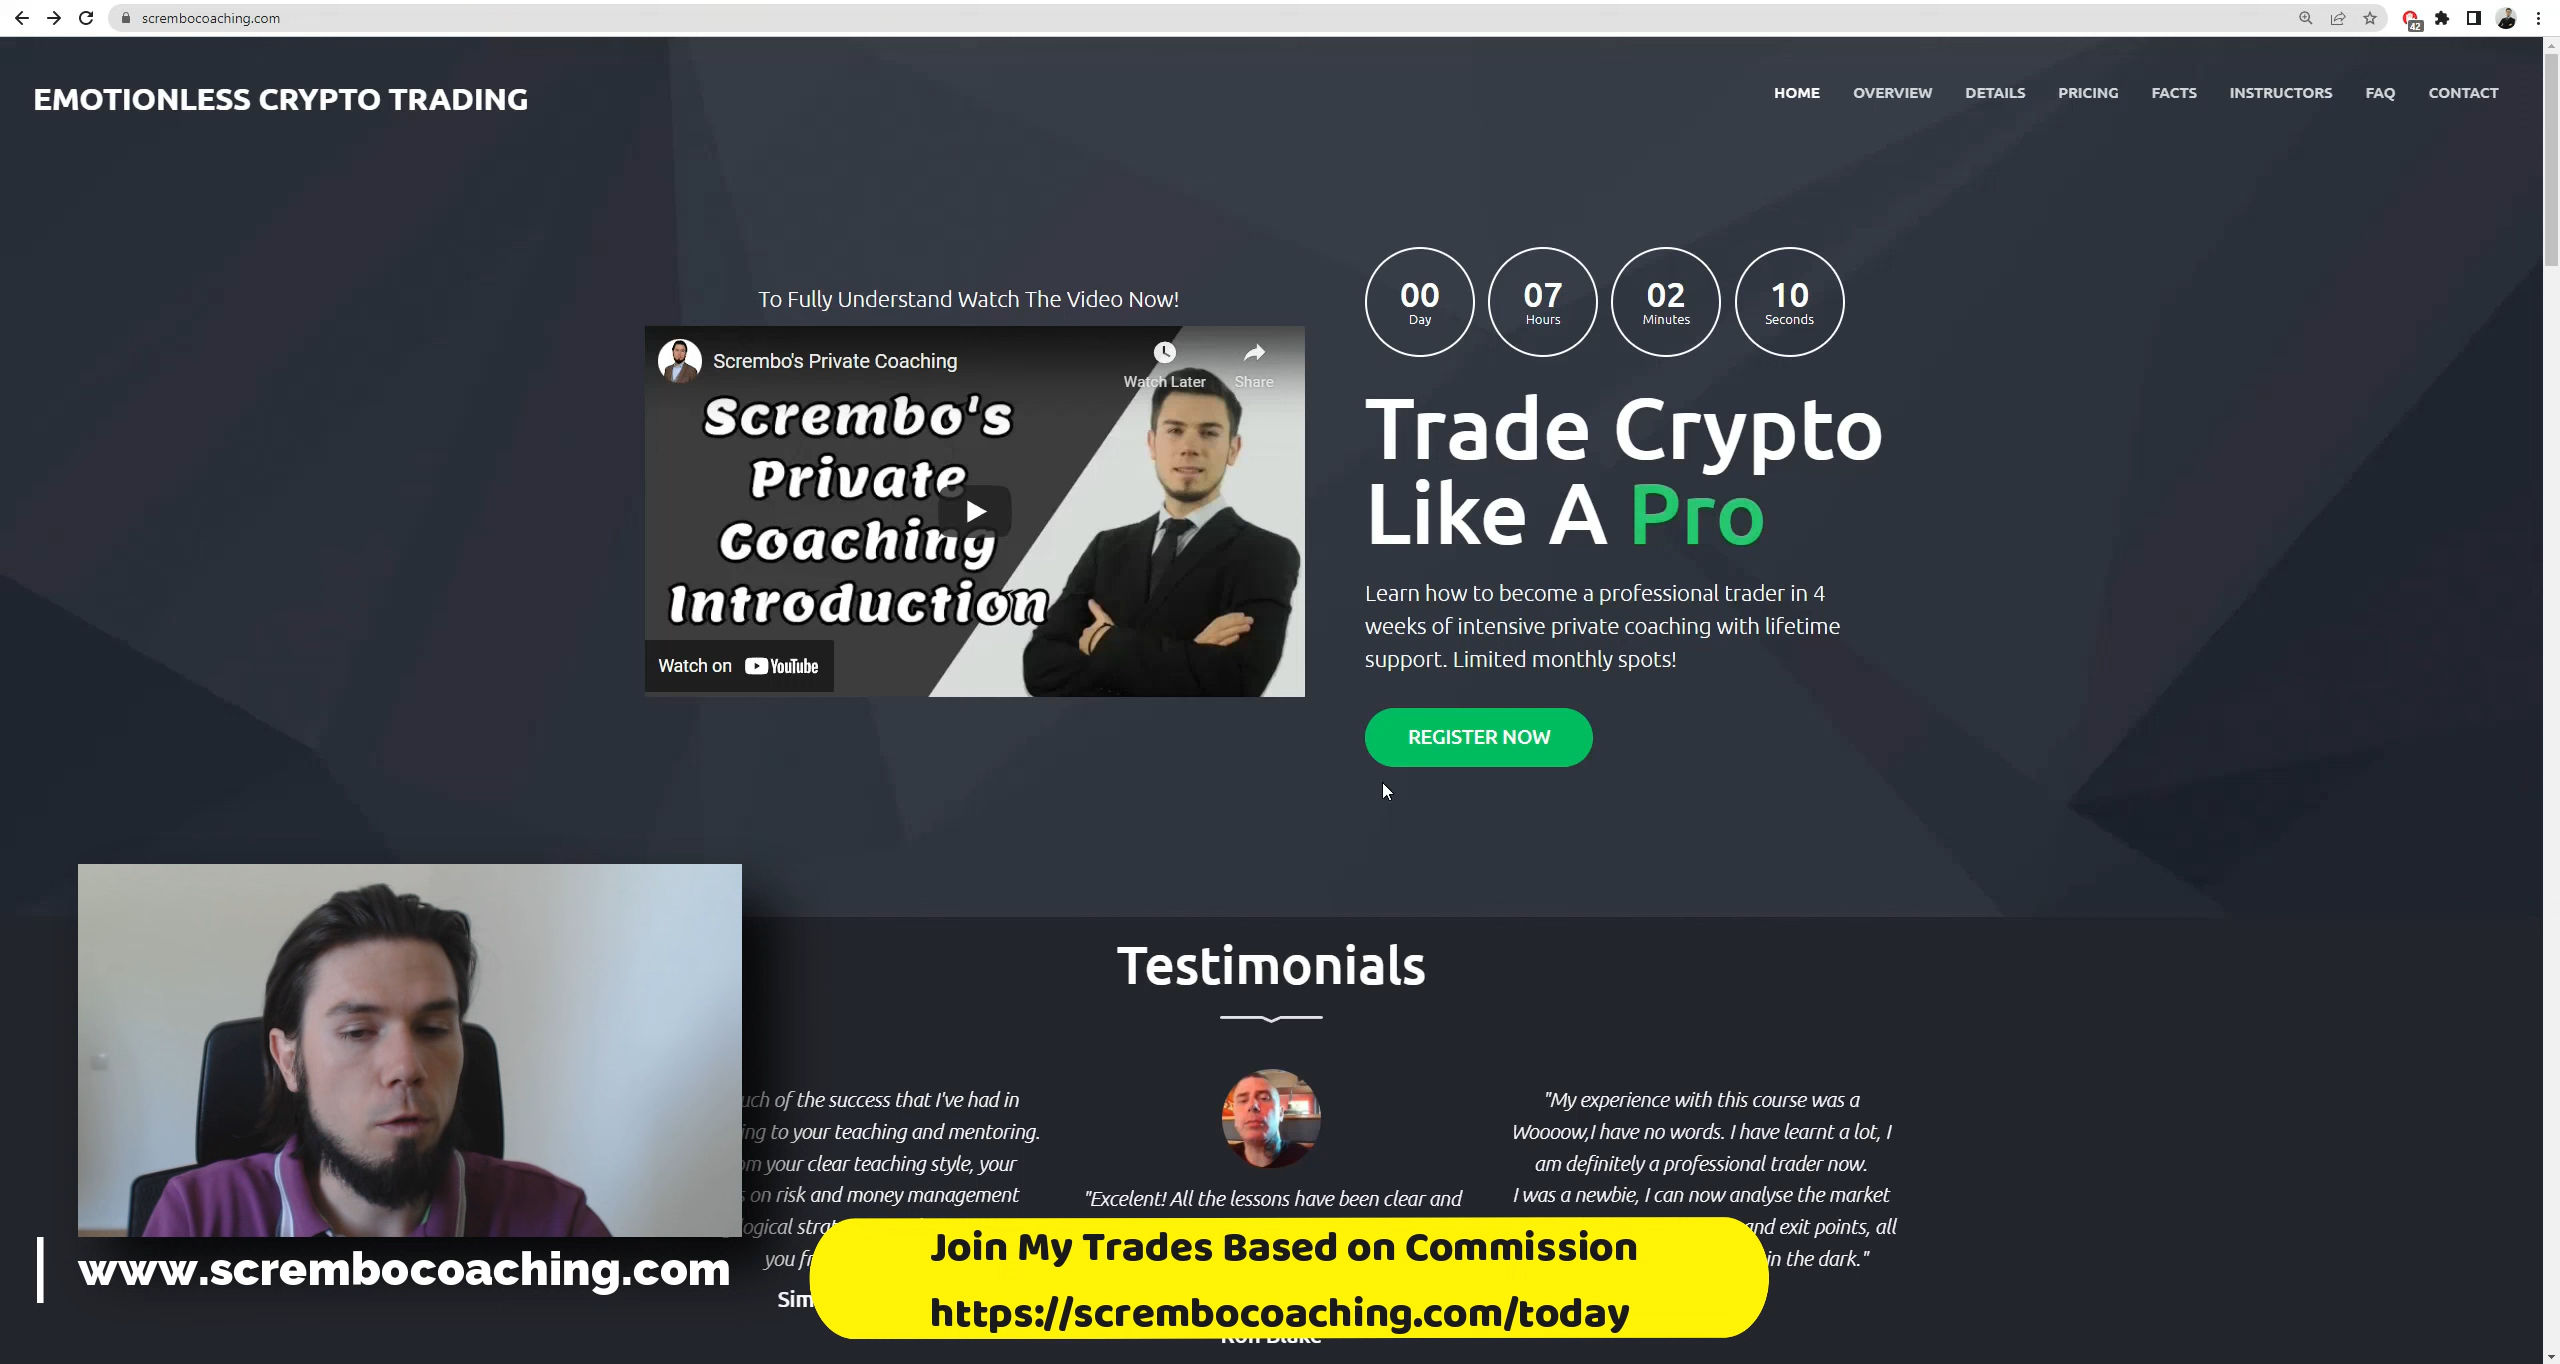 scrembocoaching.com
42
EMOTIONLESS CRYPTO TRADING
HOME OVERVIEW DETAILS PRICING FACTS INSTRUCTORS FAQ CONTACT
To Fully Understand Watch The Video Now!
Scrembo's Private Coaching
Watch Later Share
Scrembo's
Private
Coaching
Introduction
Watch on YouTube
00 07 02 10
Day Hours Minutes Seconds
Trade Crypto
Like A Pro
Learn how to become a professional trader in 4
weeks of intensive private coaching with lifetime
support. Limited monthly spots!
REGISTER NOW
Testimonials
of the success that I've had in
to your teaching and mentoring.
your clear teaching style, your
on risk and money management
you
"Excelent! All the lessons have been clear and
Ron Blake
"My experience with this course was a
Woooow,I have no words. I have learnt a lot, I
am definitely a professional trader now.
I was a newbie, I can now analyse the market
and exit points, all
in the dark."
www.scrembocoaching.com
Join My Trades Based on Commission
https://scrembocoaching.com/today